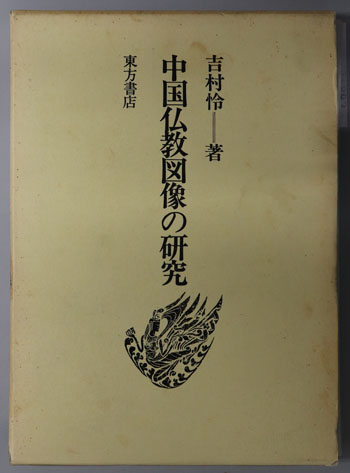 吉村怜——著
中国仏教図像の研究
東方書店